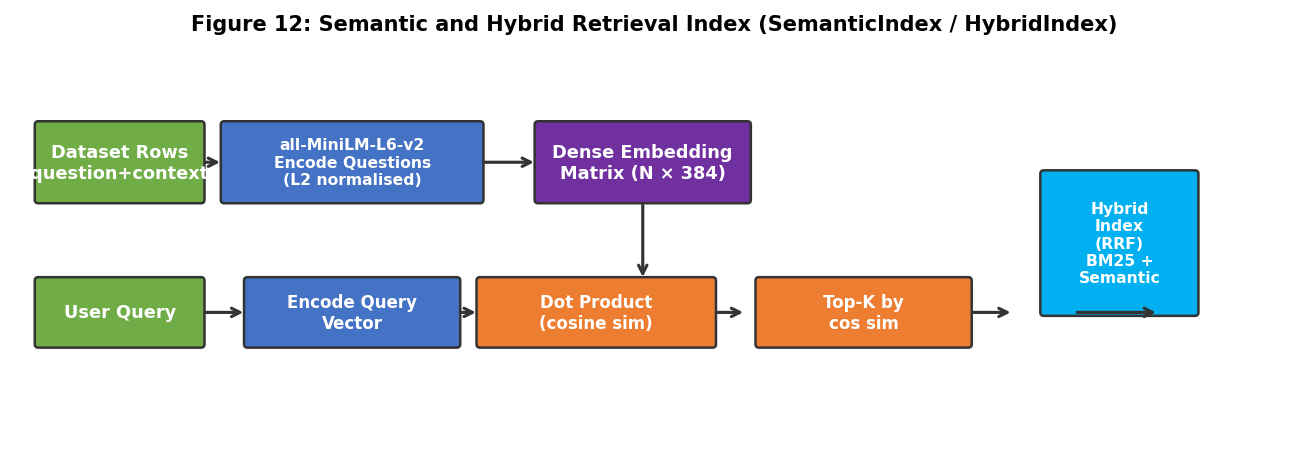 Figure 12: Semantic and Hybrid Retrieval Index (SemanticIndex / HybridIndex)
Dataset Rows
question+context
all-MiniLM-L6-v2
Encode Questions
(L2 normalised)
Dense Embedding
Matrix (N × 384)
Hybrid
Index
(RRF)
BM25 +
Semantic
User Query
Encode Query
Vector
Dot Product
(cosine sim)
Top-K by
cos sim